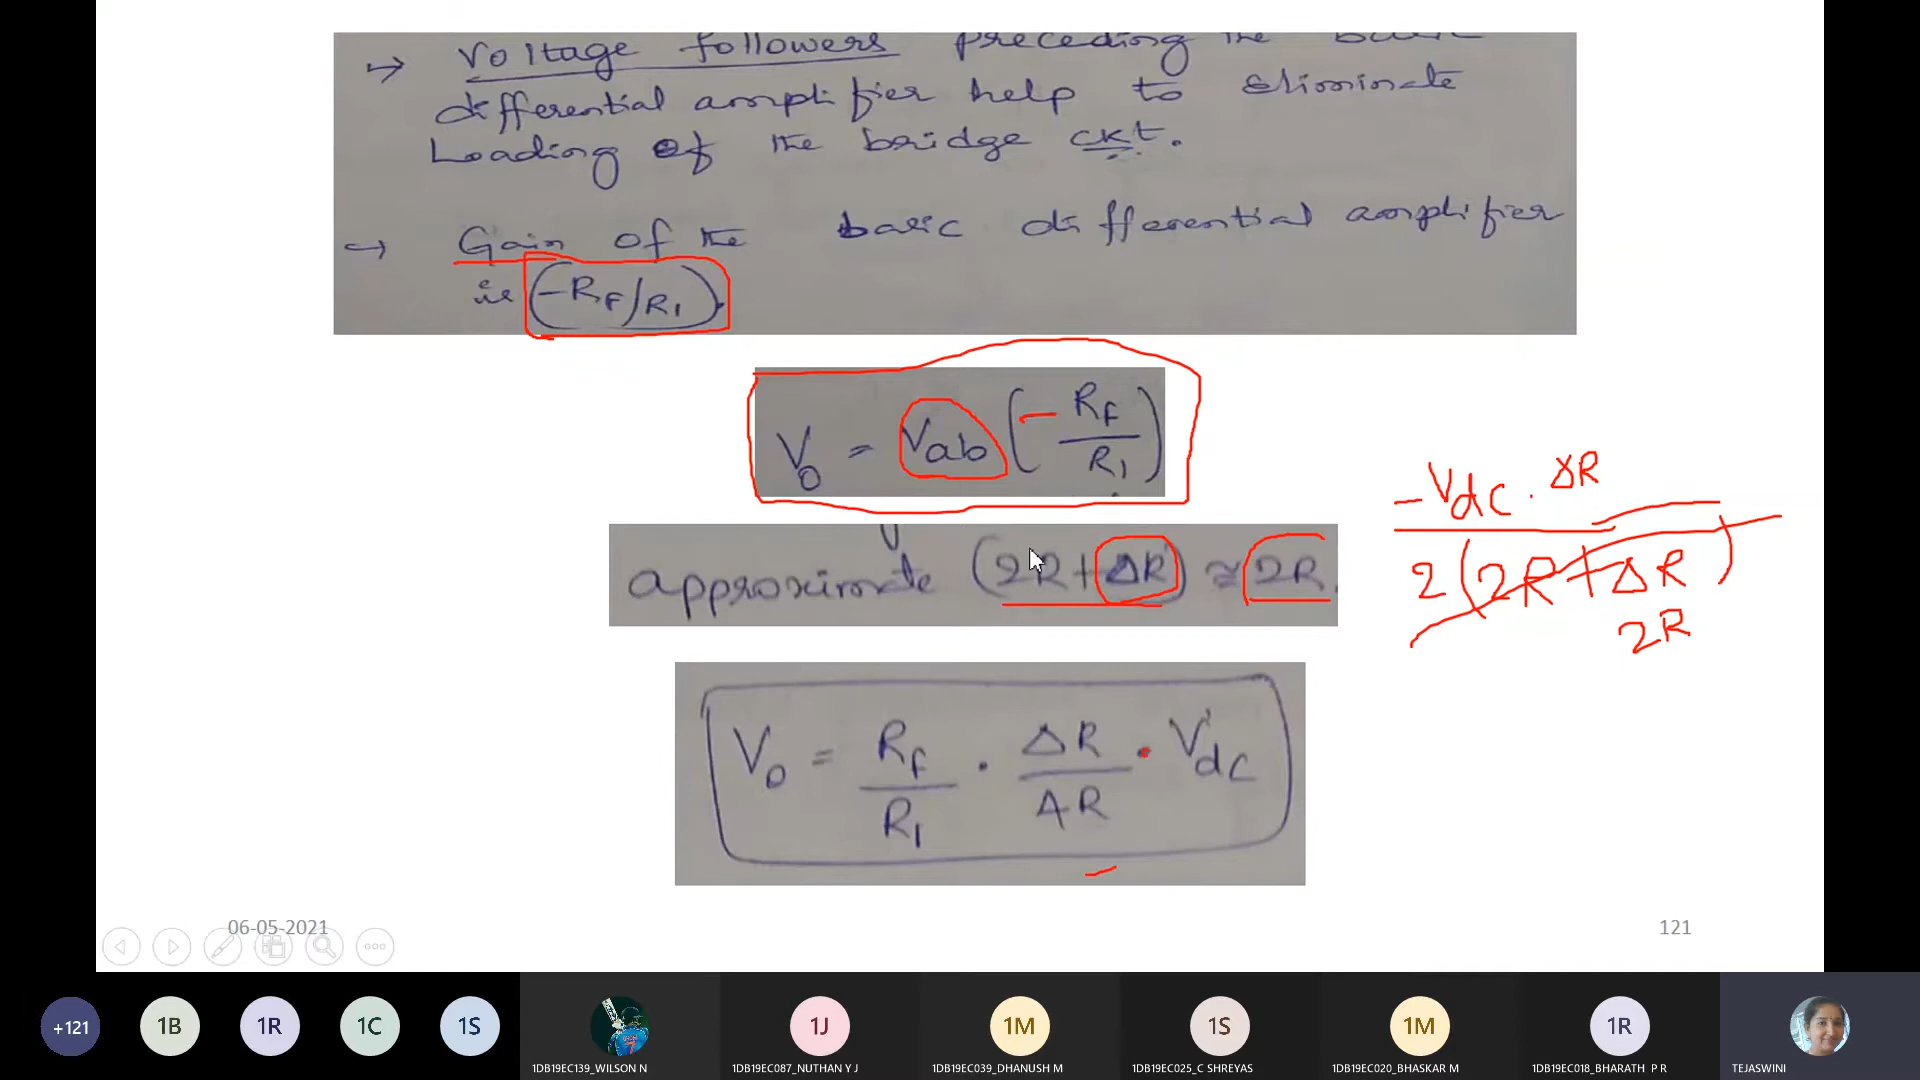 → Voltage followers preceding the basic
differential amplifier help to eliminate
Loading of the bridge ckt.
→ Gain of the basic differential amplifier
is (-RF/R1).
Vo = Vab (- Rf / R1)
approximate (2R+ΔR) ≈ 2R.
-Vdc . ΔR
2(2R+ΔR)
2R
Vo = Rf / R1 . ΔR / 4R . Vdc
06-05-2021
121
+121
1B
1R
1C
1S
1J
1M
1S
1M
1R
1DB19EC139_WILSON N
1DB19EC087_NUTHAN Y J
1DB19EC039_DHANUSH M
1DB19EC025_C SHREYAS
1DB19EC020_BHASKAR M
1DB19EC018_BHARATH P R
TEJASWINI